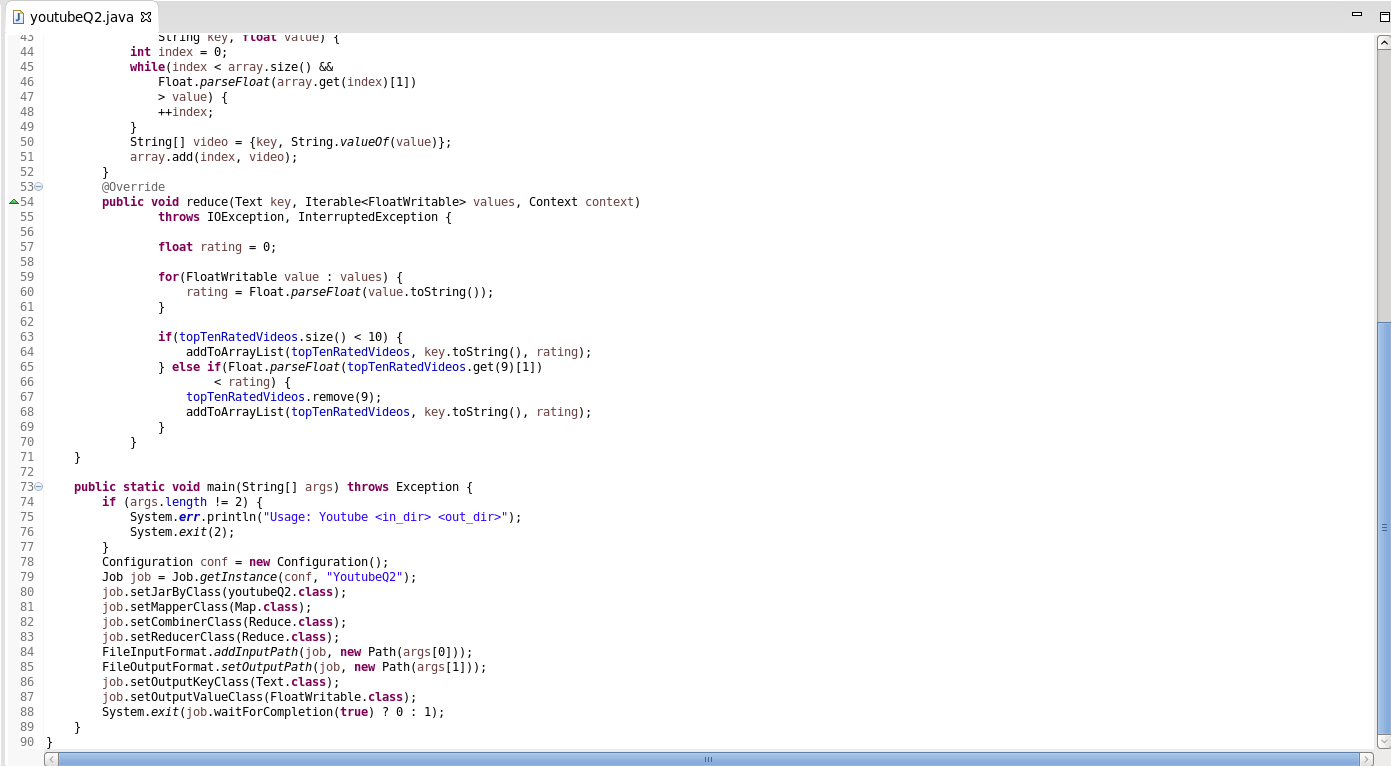 youtubeQ2.java
43 String key, float value) {
44 int index = 0;
45 while(index < array.size() &&
46 Float.parseFloat(array.get(index)[1])
47 > value) {
48 ++index;
49 }
50 String[] video = {key, String.valueOf(value)};
51 array.add(index, video);
52 }
53 @Override
54 public void reduce(Text key, Iterable<FloatWritable> values, Context context)
55 throws IOException, InterruptedException {
56
57 float rating = 0;
58
59 for(FloatWritable value : values) {
60 rating = Float.parseFloat(value.toString());
61 }
62
63 if(topTenRatedVideos.size() < 10) {
64 addToArrayList(topTenRatedVideos, key.toString(), rating);
65 } else if(Float.parseFloat(topTenRatedVideos.get(9)[1])
66 < rating) {
67 topTenRatedVideos.remove(9);
68 addToArrayList(topTenRatedVideos, key.toString(), rating);
69 }
70 }
71 }
72
73 public static void main(String[] args) throws Exception {
74 if (args.length != 2) {
75 System.err.println("Usage: Youtube <in_dir> <out_dir>");
76 System.exit(2);
77 }
78 Configuration conf = new Configuration();
79 Job job = Job.getInstance(conf, "YoutubeQ2");
80 job.setJarByClass(youtubeQ2.class);
81 job.setMapperClass(Map.class);
82 job.setCombinerClass(Reduce.class);
83 job.setReducerClass(Reduce.class);
84 FileInputFormat.addInputPath(job, new Path(args[0]));
85 FileOutputFormat.setOutputPath(job, new Path(args[1]));
86 job.setOutputKeyClass(Text.class);
87 job.setOutputValueClass(FloatWritable.class);
88 System.exit(job.waitForCompletion(true) ? 0 : 1);
89 }
90 }